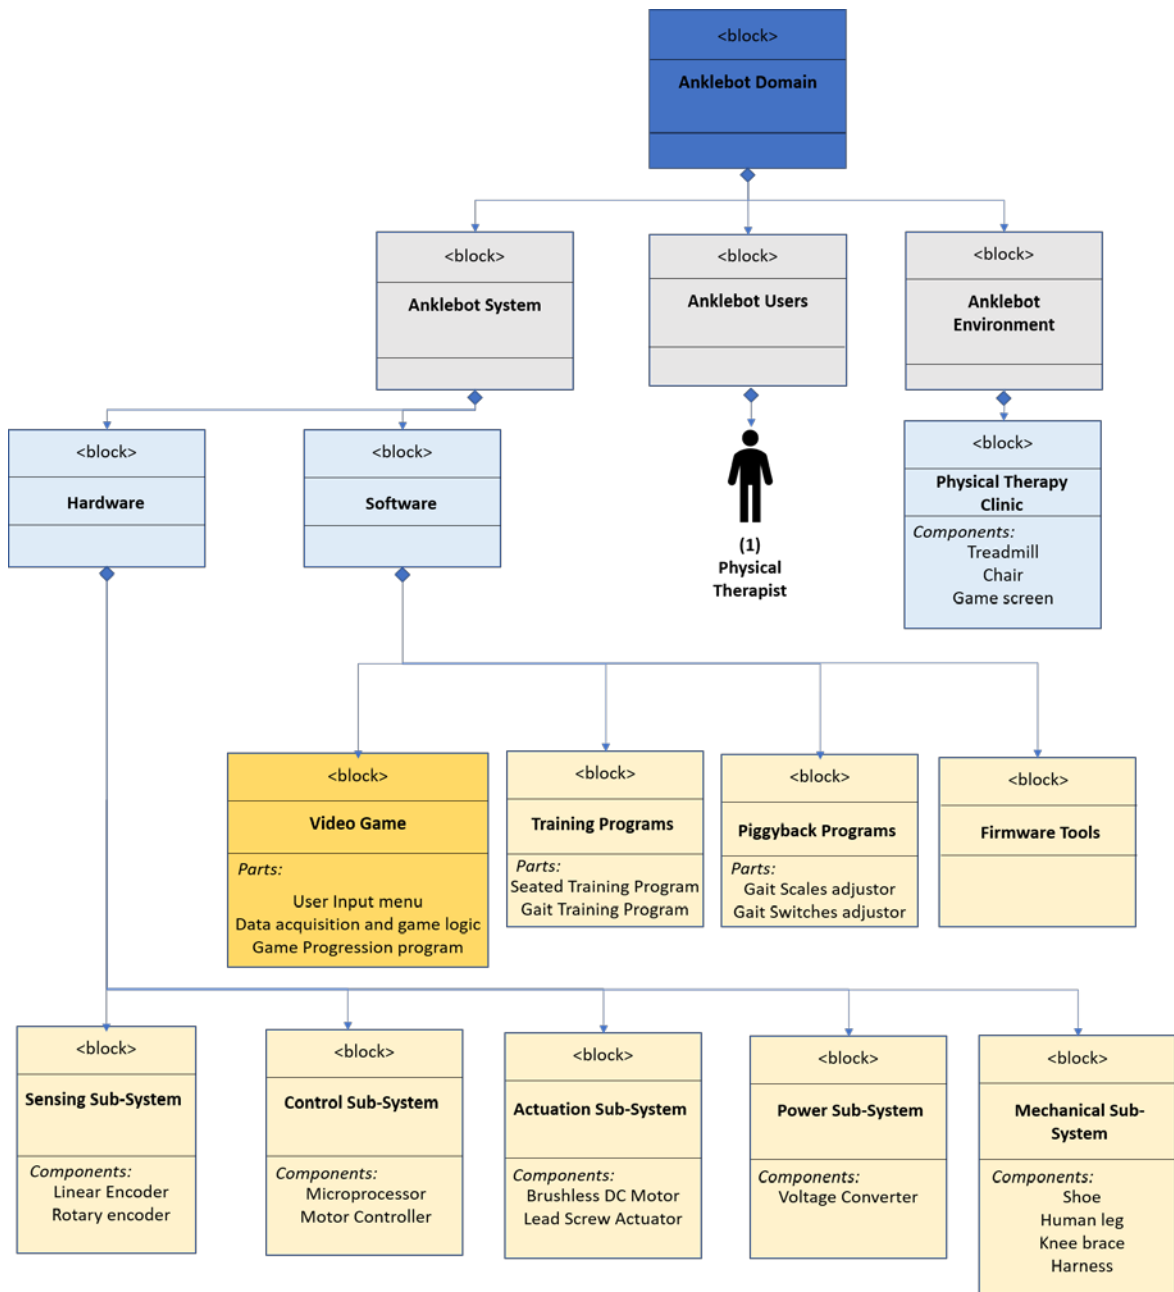 <block>
Anklebot Domain
<block>
Anklebot System
<block>
Anklebot Users
<block>
Anklebot
Environment
<block>
Hardware
<block>
Software
(1)
Physical
Therapist
<block>
Physical Therapy
Clinic
Components:
Treadmill
Chair
Game screen
<block>
Video Game
Parts:
User Input menu
Data acquisition and game logic
Game Progression program
<block>
Training Programs
Parts:
Seated Training Program
Gait Training Program
<block>
Piggyback Programs
Parts:
Gait Scales adjustor
Gait Switches adjustor
<block>
Firmware Tools
<block>
Sensing Sub-System
Components:
Linear Encoder
Rotary encoder
<block>
Control Sub-System
Components:
Microprocessor
Motor Controller
<block>
Actuation Sub-System
Components:
Brushless DC Motor
Lead Screw Actuator
<block>
Power Sub-System
Components:
Voltage Converter
<block>
Mechanical Sub-
System
Components:
Shoe
Human leg
Knee brace
Harness